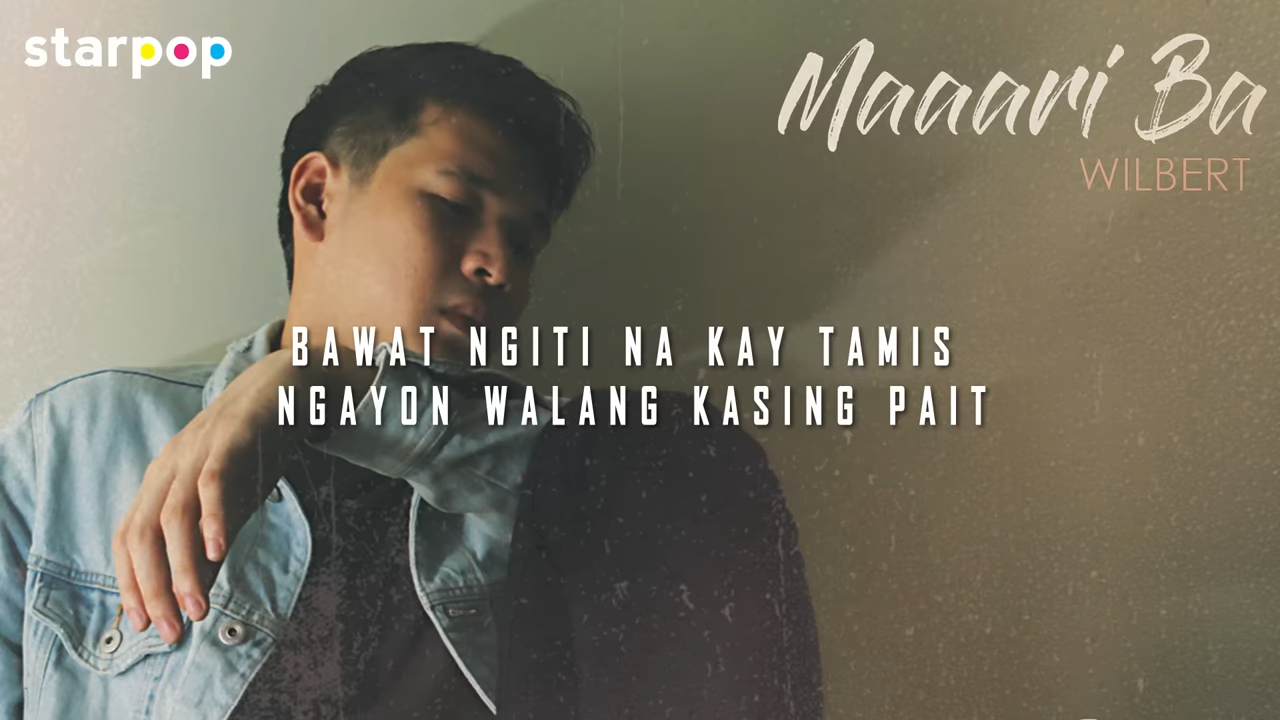 starpop
Maaari Ba
WILBERT
BAWAT NGITI NA KAY TAMIS
NGAYON WALANG KASING PAIT